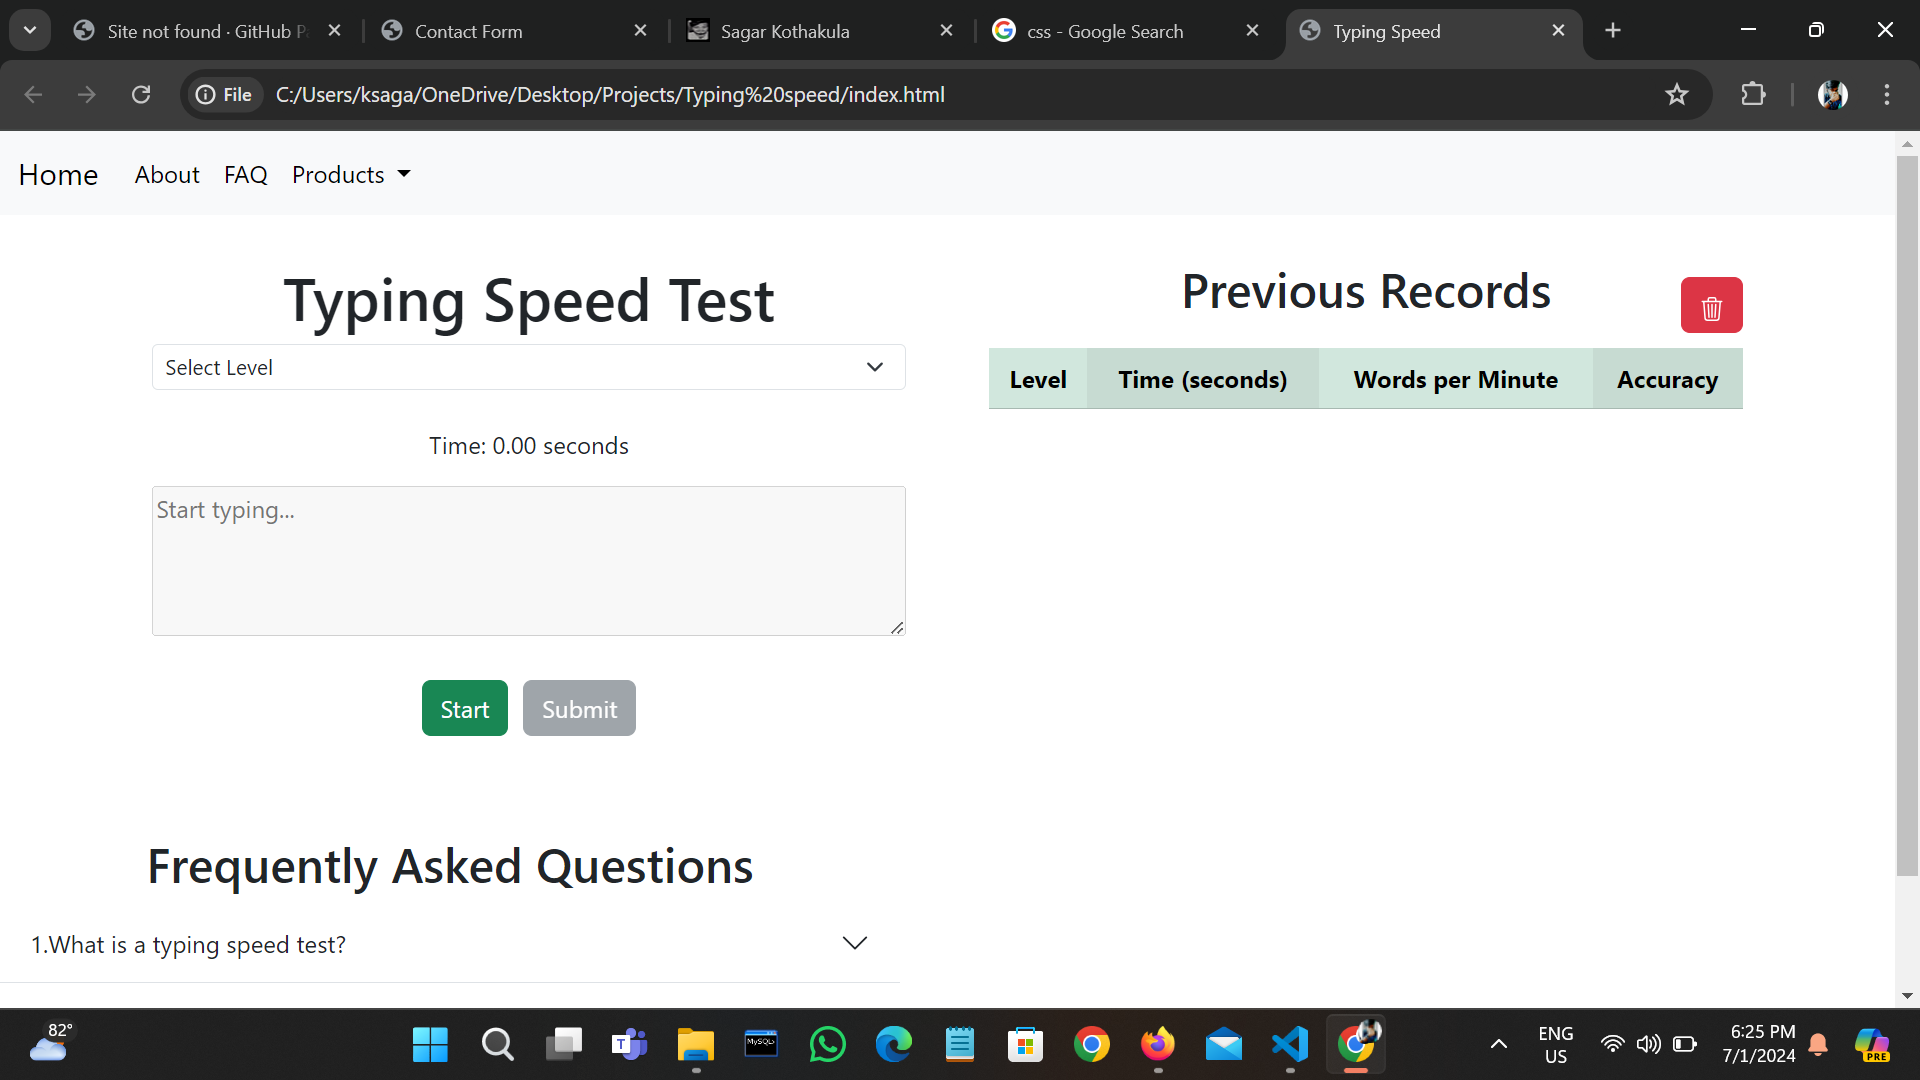 Site not found · GitHub P
Contact Form
Sagar Kothakula
css - Google Search
Typing Speed
File
C:/Users/ksaga/OneDrive/Desktop/Projects/Typing%20speed/index.html
Home
About
FAQ
Products
Typing Speed Test
Select Level
Time: 0.00 seconds
Start typing...
Start
Submit
Previous Records
Level
Time (seconds)
Words per Minute
Accuracy
Frequently Asked Questions
1.What is a typing speed test?
82°
T
MySQL
ENG
US
6:25 PM
7/1/2024
PRE